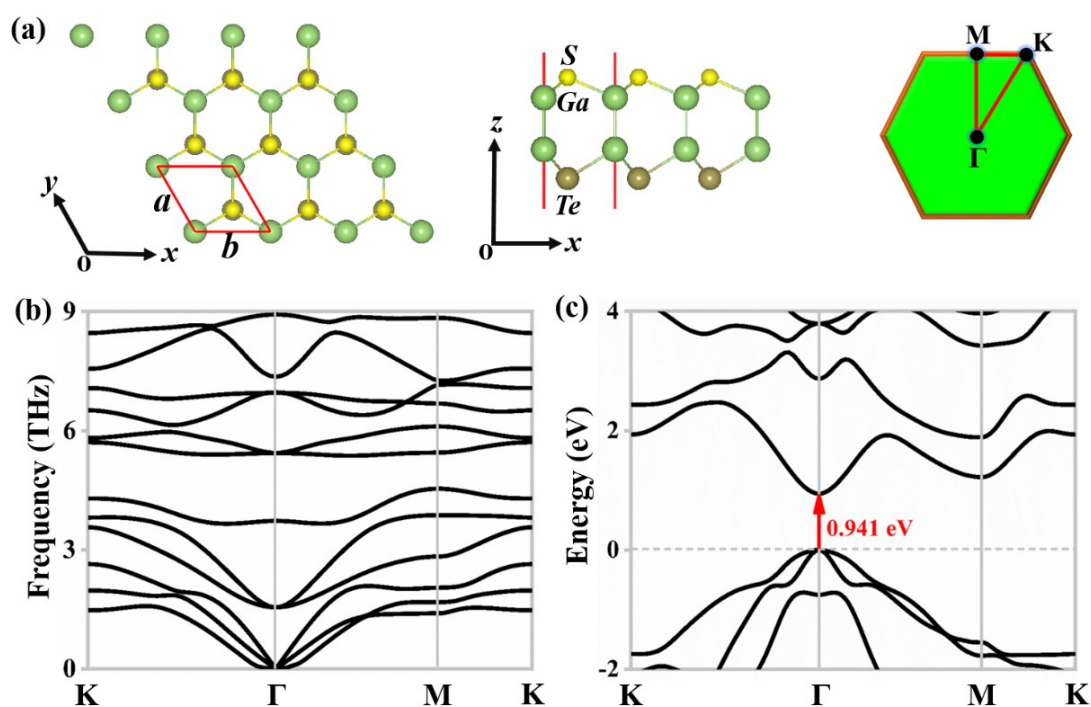 (a)
y
a
b
o
x
z
S
Ga
Te
o
x
M
K
Γ
(b)
Frequency (THz)
9
6
3
0
K
Γ
M
K
(c)
Energy (eV)
4
2
0
-2
0.941 eV
K
Γ
M
K